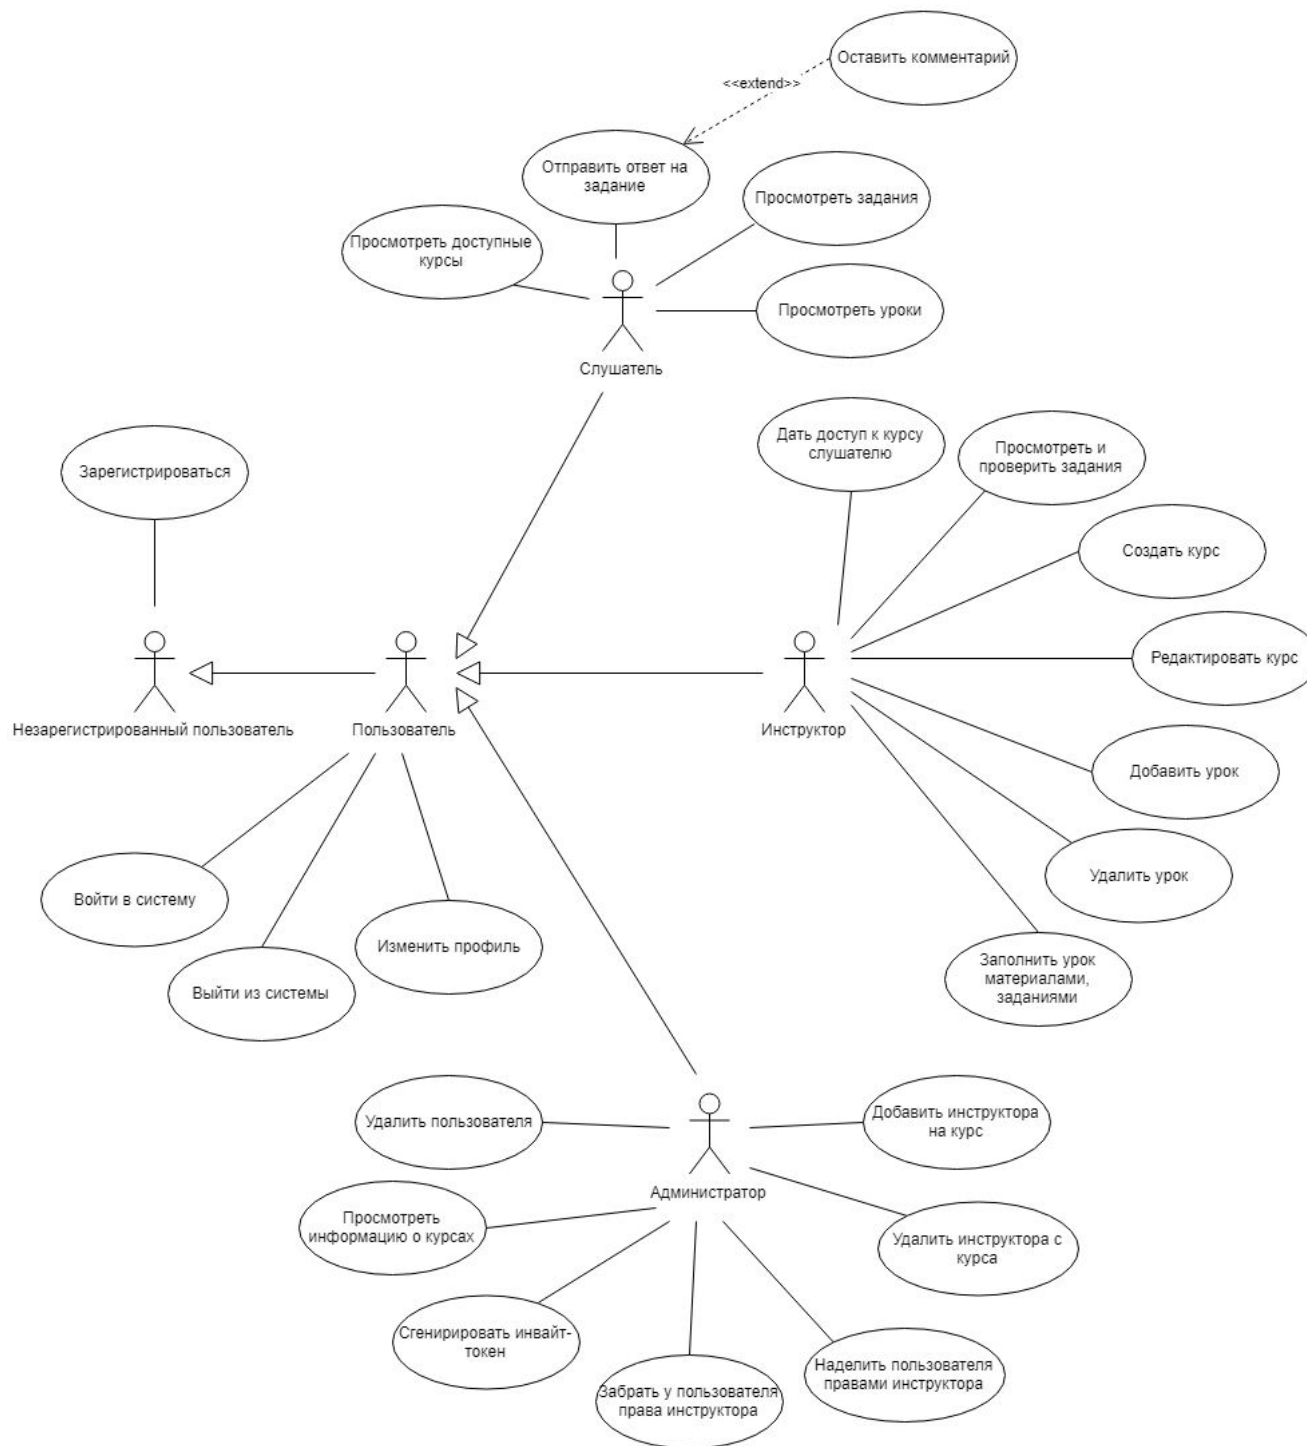 Оставить комментарий
<<extend>>
Отправить ответ на
задание
Просмотреть задания
Просмотреть доступные
курсы
Просмотреть уроки
Слушатель
Дать доступ к курсу
слушателю
Просмотреть и
проверить задания
Зарегистрироваться
Создать курс
Редактировать курс
Незарегистрированный пользователь
Пользователь
Инструктор
Добавить урок
Удалить урок
Войти в систему
Изменить профиль
Выйти из системы
Заполнить урок
материалами,
заданиями
Удалить пользователя
Добавить инструктора
на курс
Администратор
Просмотреть
информацию о курсах
Удалить инструктора с
курса
Сгенирировать инвайт-
токен
Наделить пользователя
правами инструктора
Забрать у пользователя
права инструктора